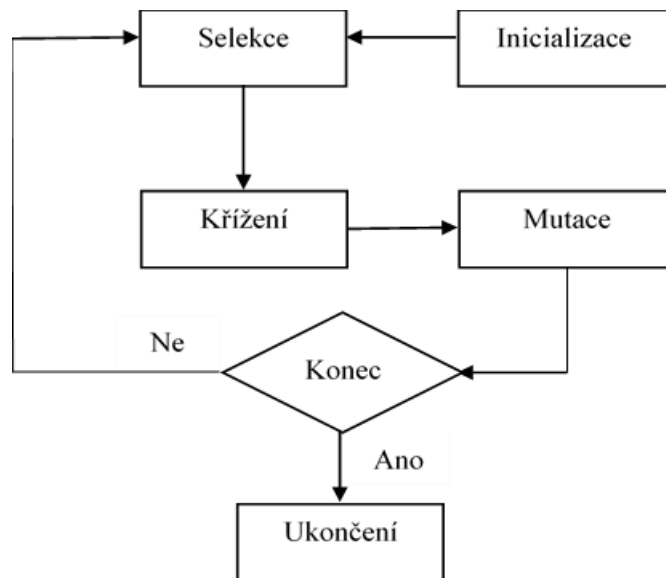 Selekce
Inicializace
Křížení
Mutace
Ne
Konec
Ano
Ukončení